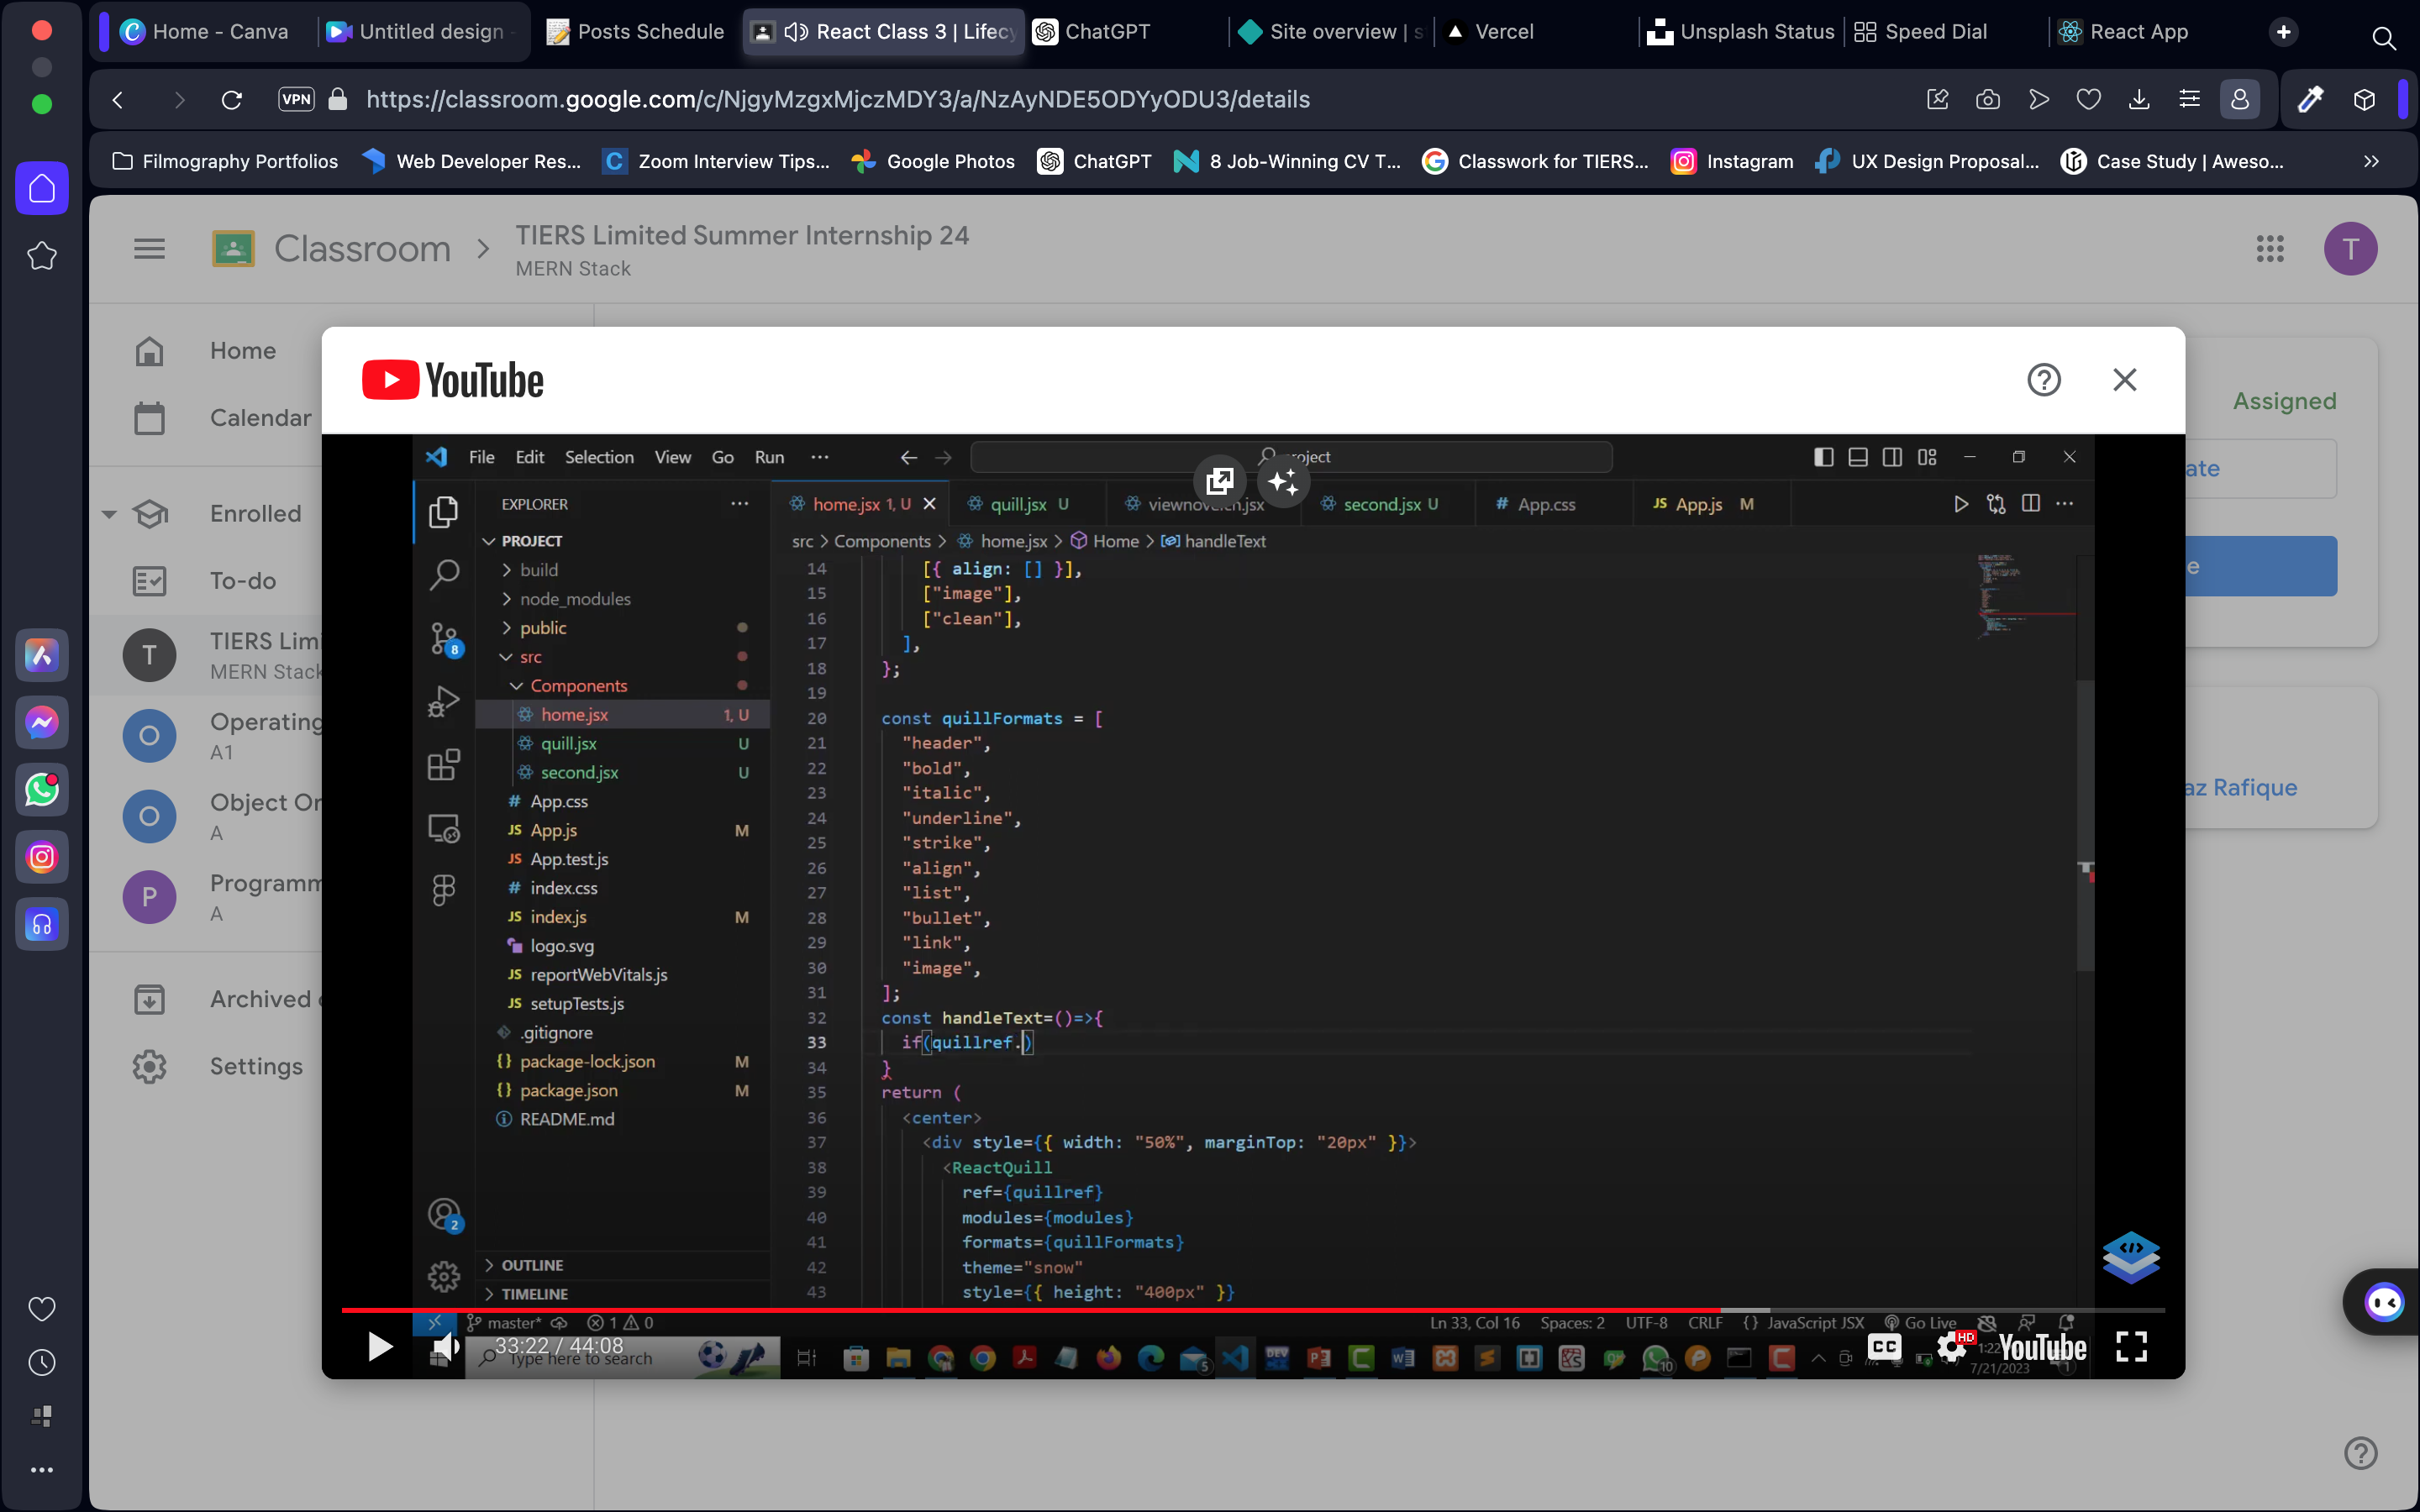 Home - Canva
Untitled design -
Posts Schedule
React Class 3 | Lifecy
ChatGPT
Site overview | s
Vercel
Unsplash Status
Speed Dial
React App
VPN
https://classroom.google.com/c/NjgyMzgxMjczMDY3/a/NzAyNDE5ODYyODU3/details
Filmography Portfolios
Web Developer Res...
Zoom Interview Tips...
Google Photos
ChatGPT
8 Job-Winning CV T...
Classwork for TIERS...
Instagram
UX Design Proposal...
Case Study | Aweso...
Classroom
TIERS Limited Summer Internship 24
MERN Stack
T
Home
Calendar
Enrolled
To-do
T
TIERS Limi
MERN Stack
O
Operating
A1
O
Object Or
A
P
Programm
A
Archived
Settings
Assigned
ate
e
az Rafique
YouTube
File Edit Selection View Go Run ...
roject
EXPLORER
home.jsx 1, U
quill.jsx U
second.jsx U
# App.css
JS App.js M
src > Components > home.jsx > Home > handleText
PROJECT
build
node_modules
public
src
Components
home.jsx 1, U
quill.jsx U
second.jsx U
# App.css
JS App.js M
JS App.test.js
# index.css
JS index.js M
logo.svg
JS reportWebVitals.js
JS setupTests.js
.gitignore
{} package-lock.json M
{} package.json M
README.md
OUTLINE
TIMELINE
8
2
14 [{ align: [] }],
15 ["image"],
16 ["clean"],
17 ],
18 };
19
20 const quillFormats = [
21 "header",
22 "bold",
23 "italic",
24 "underline",
25 "strike",
26 "align",
27 "list",
28 "bullet",
29 "link",
30 "image",
31 ];
32 const handleText=()=>{
33 if(quillref.)
34 }
35 return (
36 <center>
37 <div style={{ width: "50%", marginTop: "20px" }}>
38 <ReactQuill
39 ref={quillref}
40 modules={modules}
41 formats={quillFormats}
42 theme="snow"
43 style={{ height: "400px" }}
master* 1 0
Ln 33, Col 16 Spaces: 2 UTF-8 CRLF {} JavaScript JSX Go Live
33:22 / 44:08
Type here to search
CC
HD
YouTube
7/21/2023